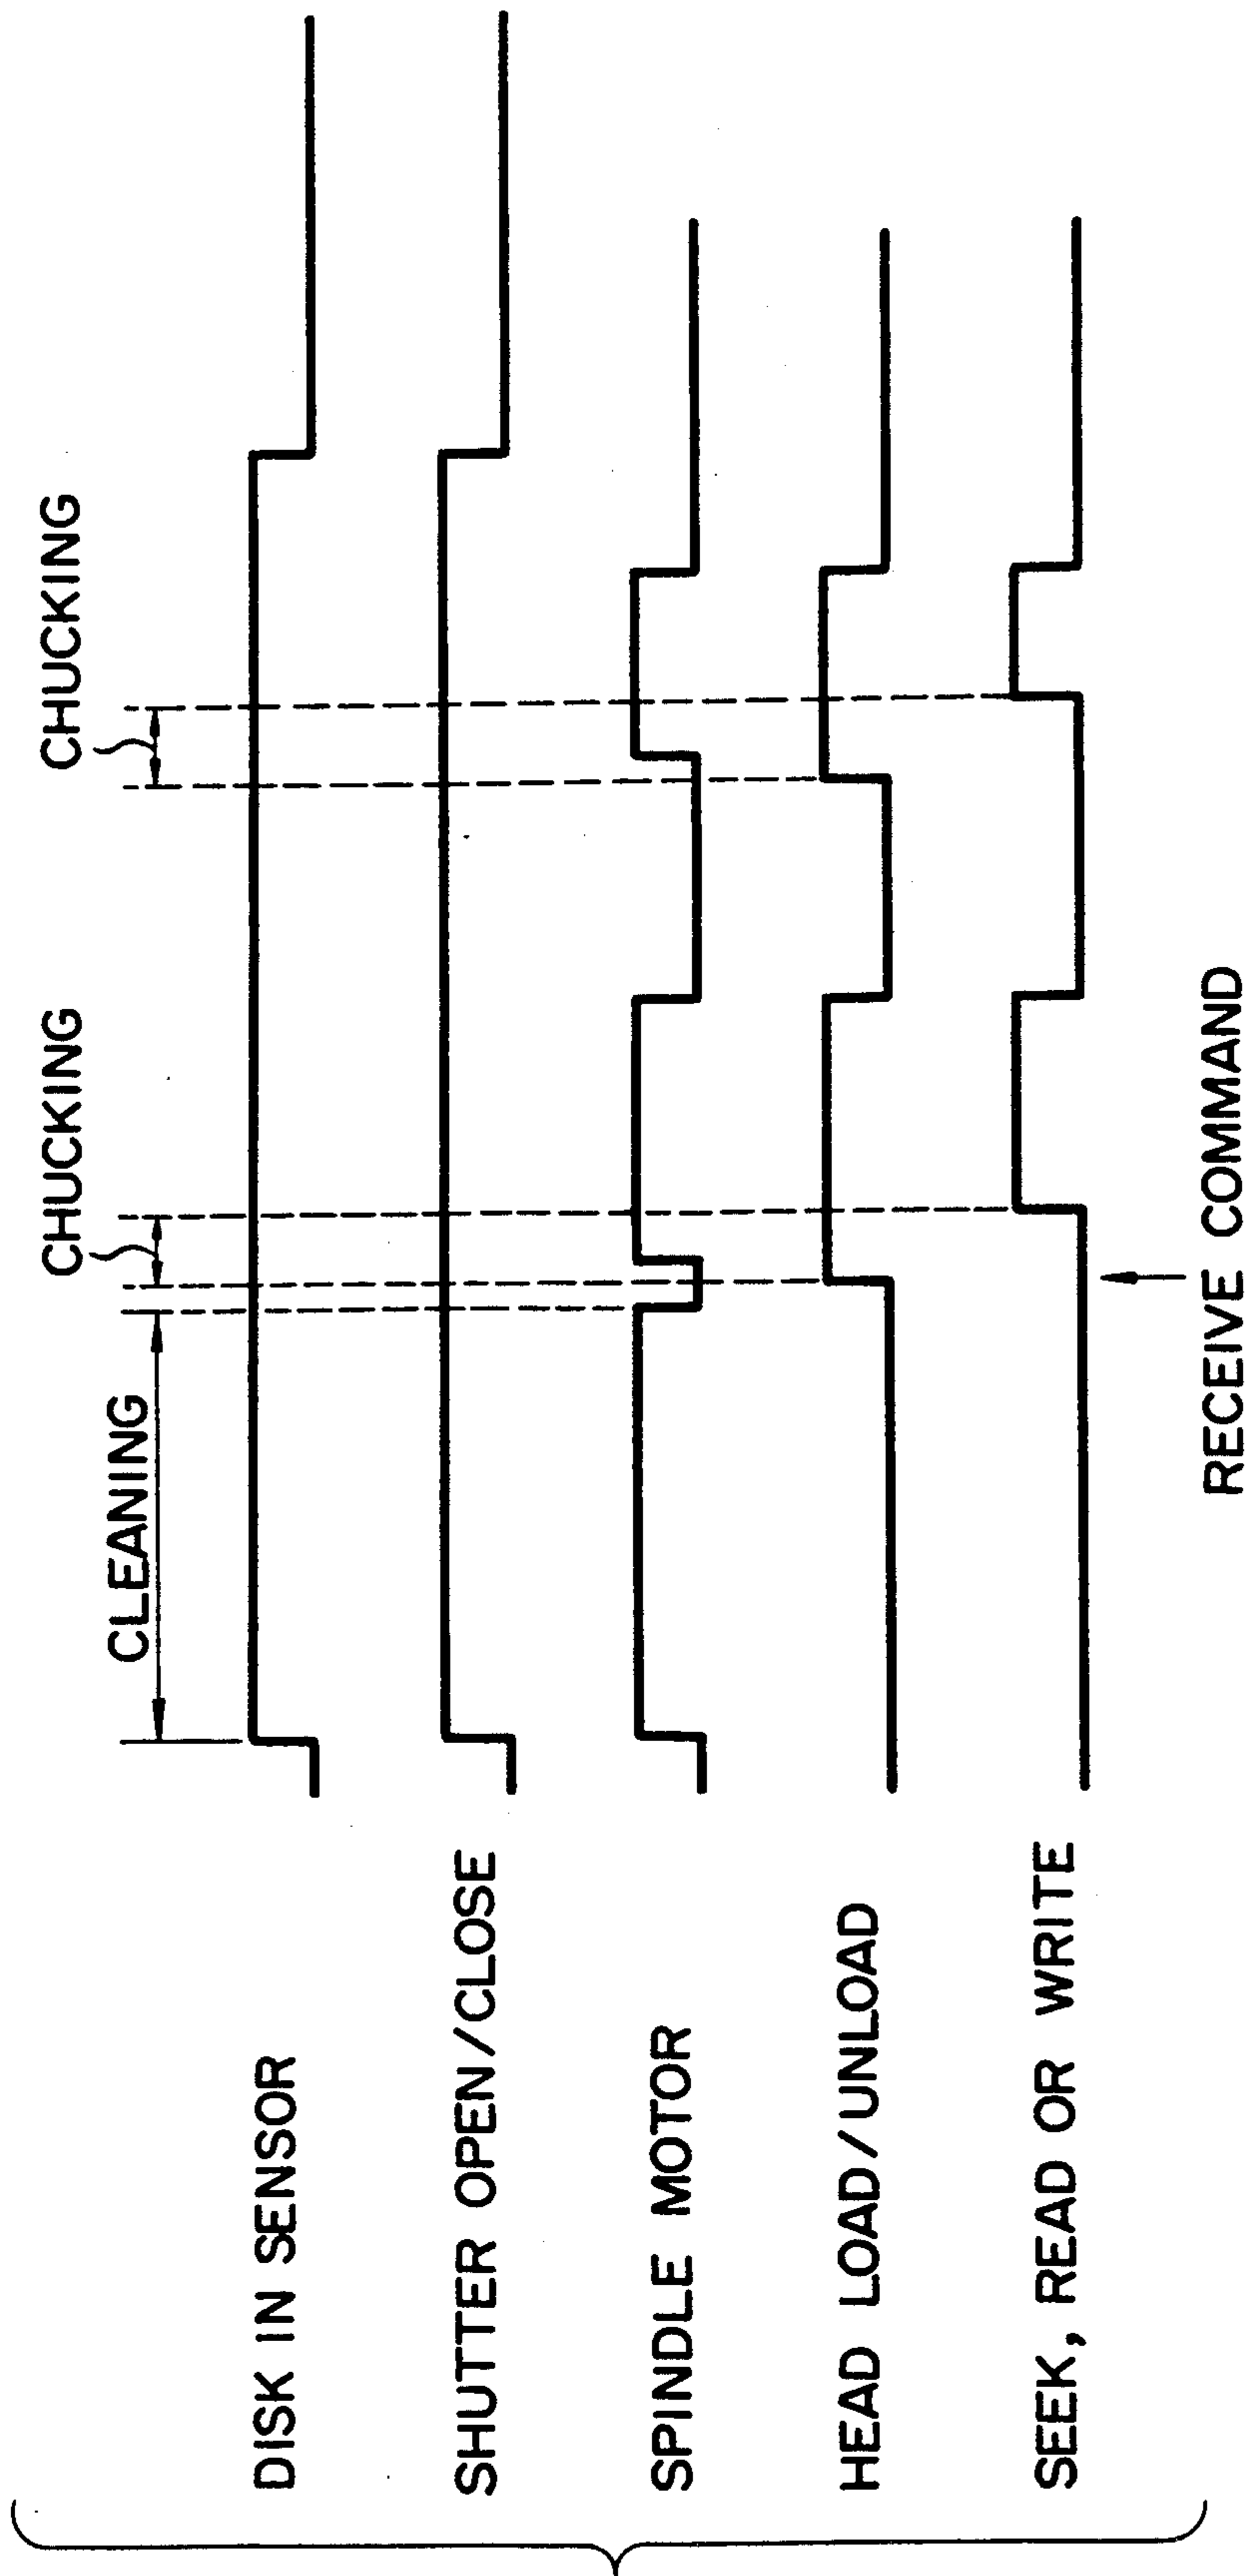 CHUCKING
CHUCKING
CLEANING
DISK IN SENSOR
SHUTTER OPEN/CLOSE
SPINDLE MOTOR
HEAD LOAD/UNLOAD
SEEK, READ OR WRITE
RECEIVE COMMAND